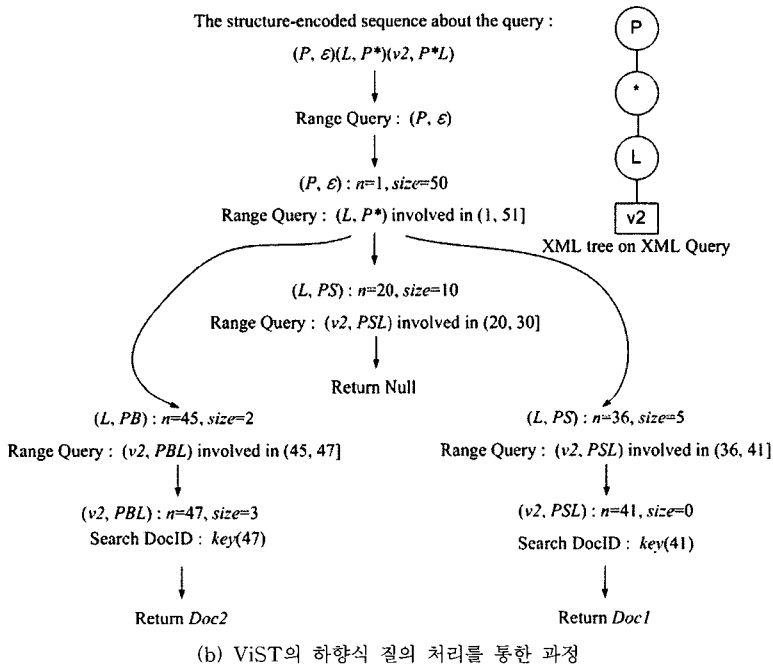 The structure-encoded sequence about the query :
(P, ε)(L, P*)(v2, P*L)
Range Query : (P, ε)
(P, ε) : n=1, size=50
Range Query : (L, P*) involved in (1, 51]
P
*
L
v2
XML tree on XML Query
(L, PS) : n=20, size=10
Range Query : (v2, PSL) involved in (20, 30]
Return Null
(L, PB) : n=45, size=2
Range Query : (v2, PBL) involved in (45, 47]
(v2, PBL) : n=47, size=3
Search DocID : key(47)
Return Doc2
(L, PS) : n=36, size=5
Range Query : (v2, PSL) involved in (36, 41]
(v2, PSL) : n=41, size=0
Search DocID : key(41)
Return Doc1
(b) ViST의 하향식 질의 처리를 통한 과정